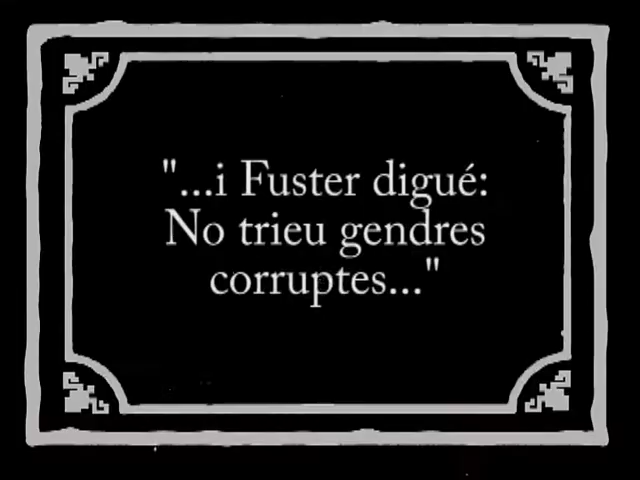 "...i Fuster digué:
No trieu gendres
corruptes..."